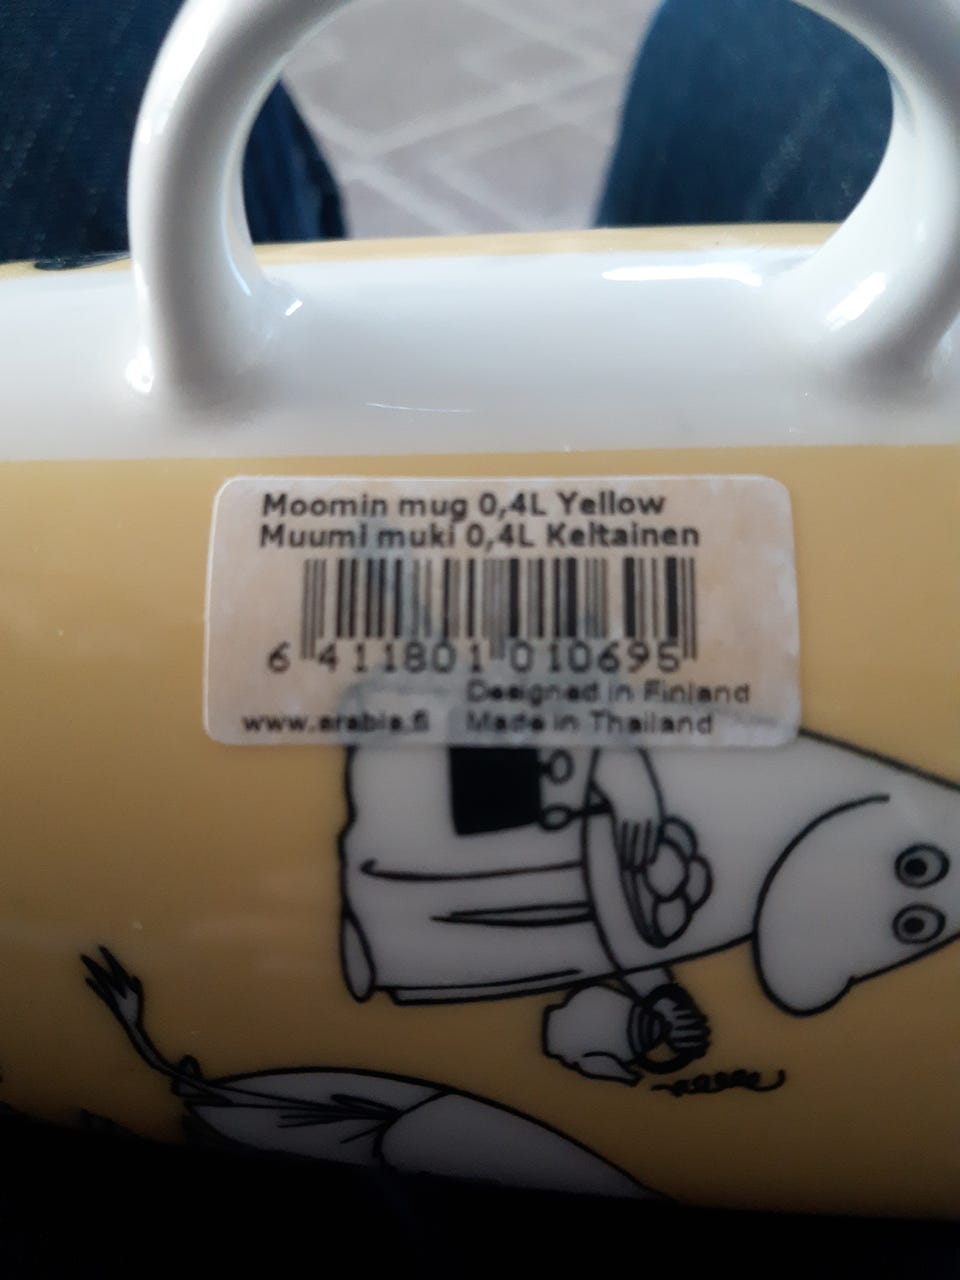 Moomin mug 0,4L Yellow
Muumi muki 0,4L Keltainen
6 411801 010695
Designed in Finland
www.arabia.fi Made in Thailand